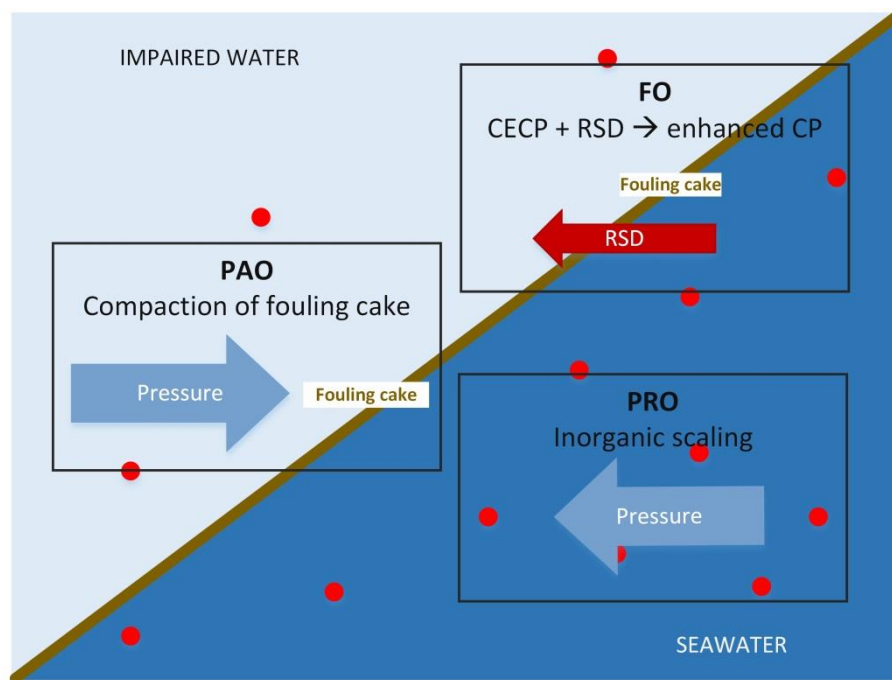 IMPAIRED WATER
FO
CECP + RSD → enhanced CP
Fouling cake
RSD
PAO
Compaction of fouling cake
Pressure
Fouling cake
PRO
Inorganic scaling
Pressure
SEAWATER